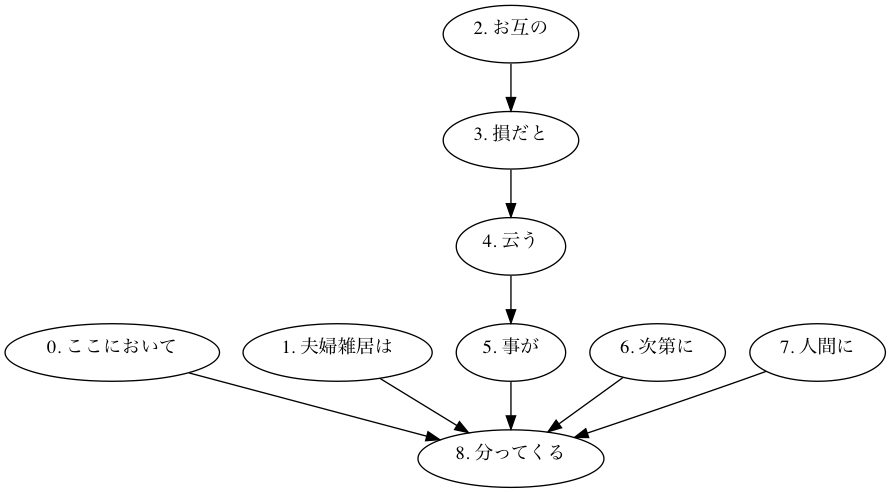 2. お互の
3. 損だと
4. 云う
0. ここにおいて
1. 夫婦雑居は
5. 事が
6. 次第に
7. 人間に
8. 分ってくる